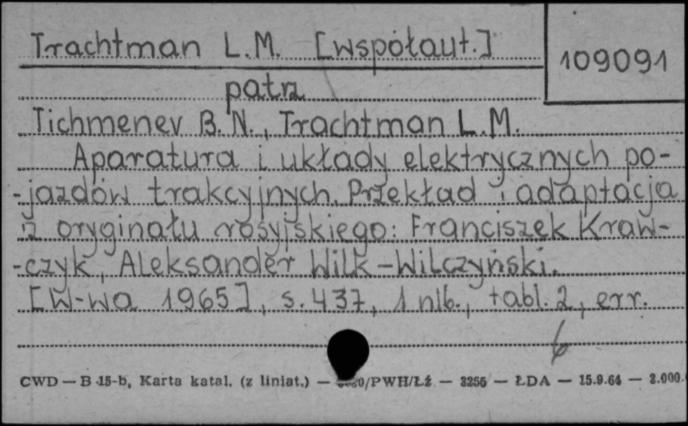 Trachtman L.M. [współaut.]
109091
patrz
Tichmenev B.N., Trachtman L.M.
Aparatura i układy elektrycznych po-
-jazdów trakcyjnych. Przekład i adaptacja
z oryginału rosyjskiego: Franciszek Kraw-
-czyk, Aleksander Wilk-Wilczyński.
[W-wa 1965], s. 437, 1 nlb., tabl. 2, err.
6
CWD — B-15-b, Karta katal. (z liniat.) — /PWH/Łź — 3256 — ŁDA — 15.9.64 — 2.000.